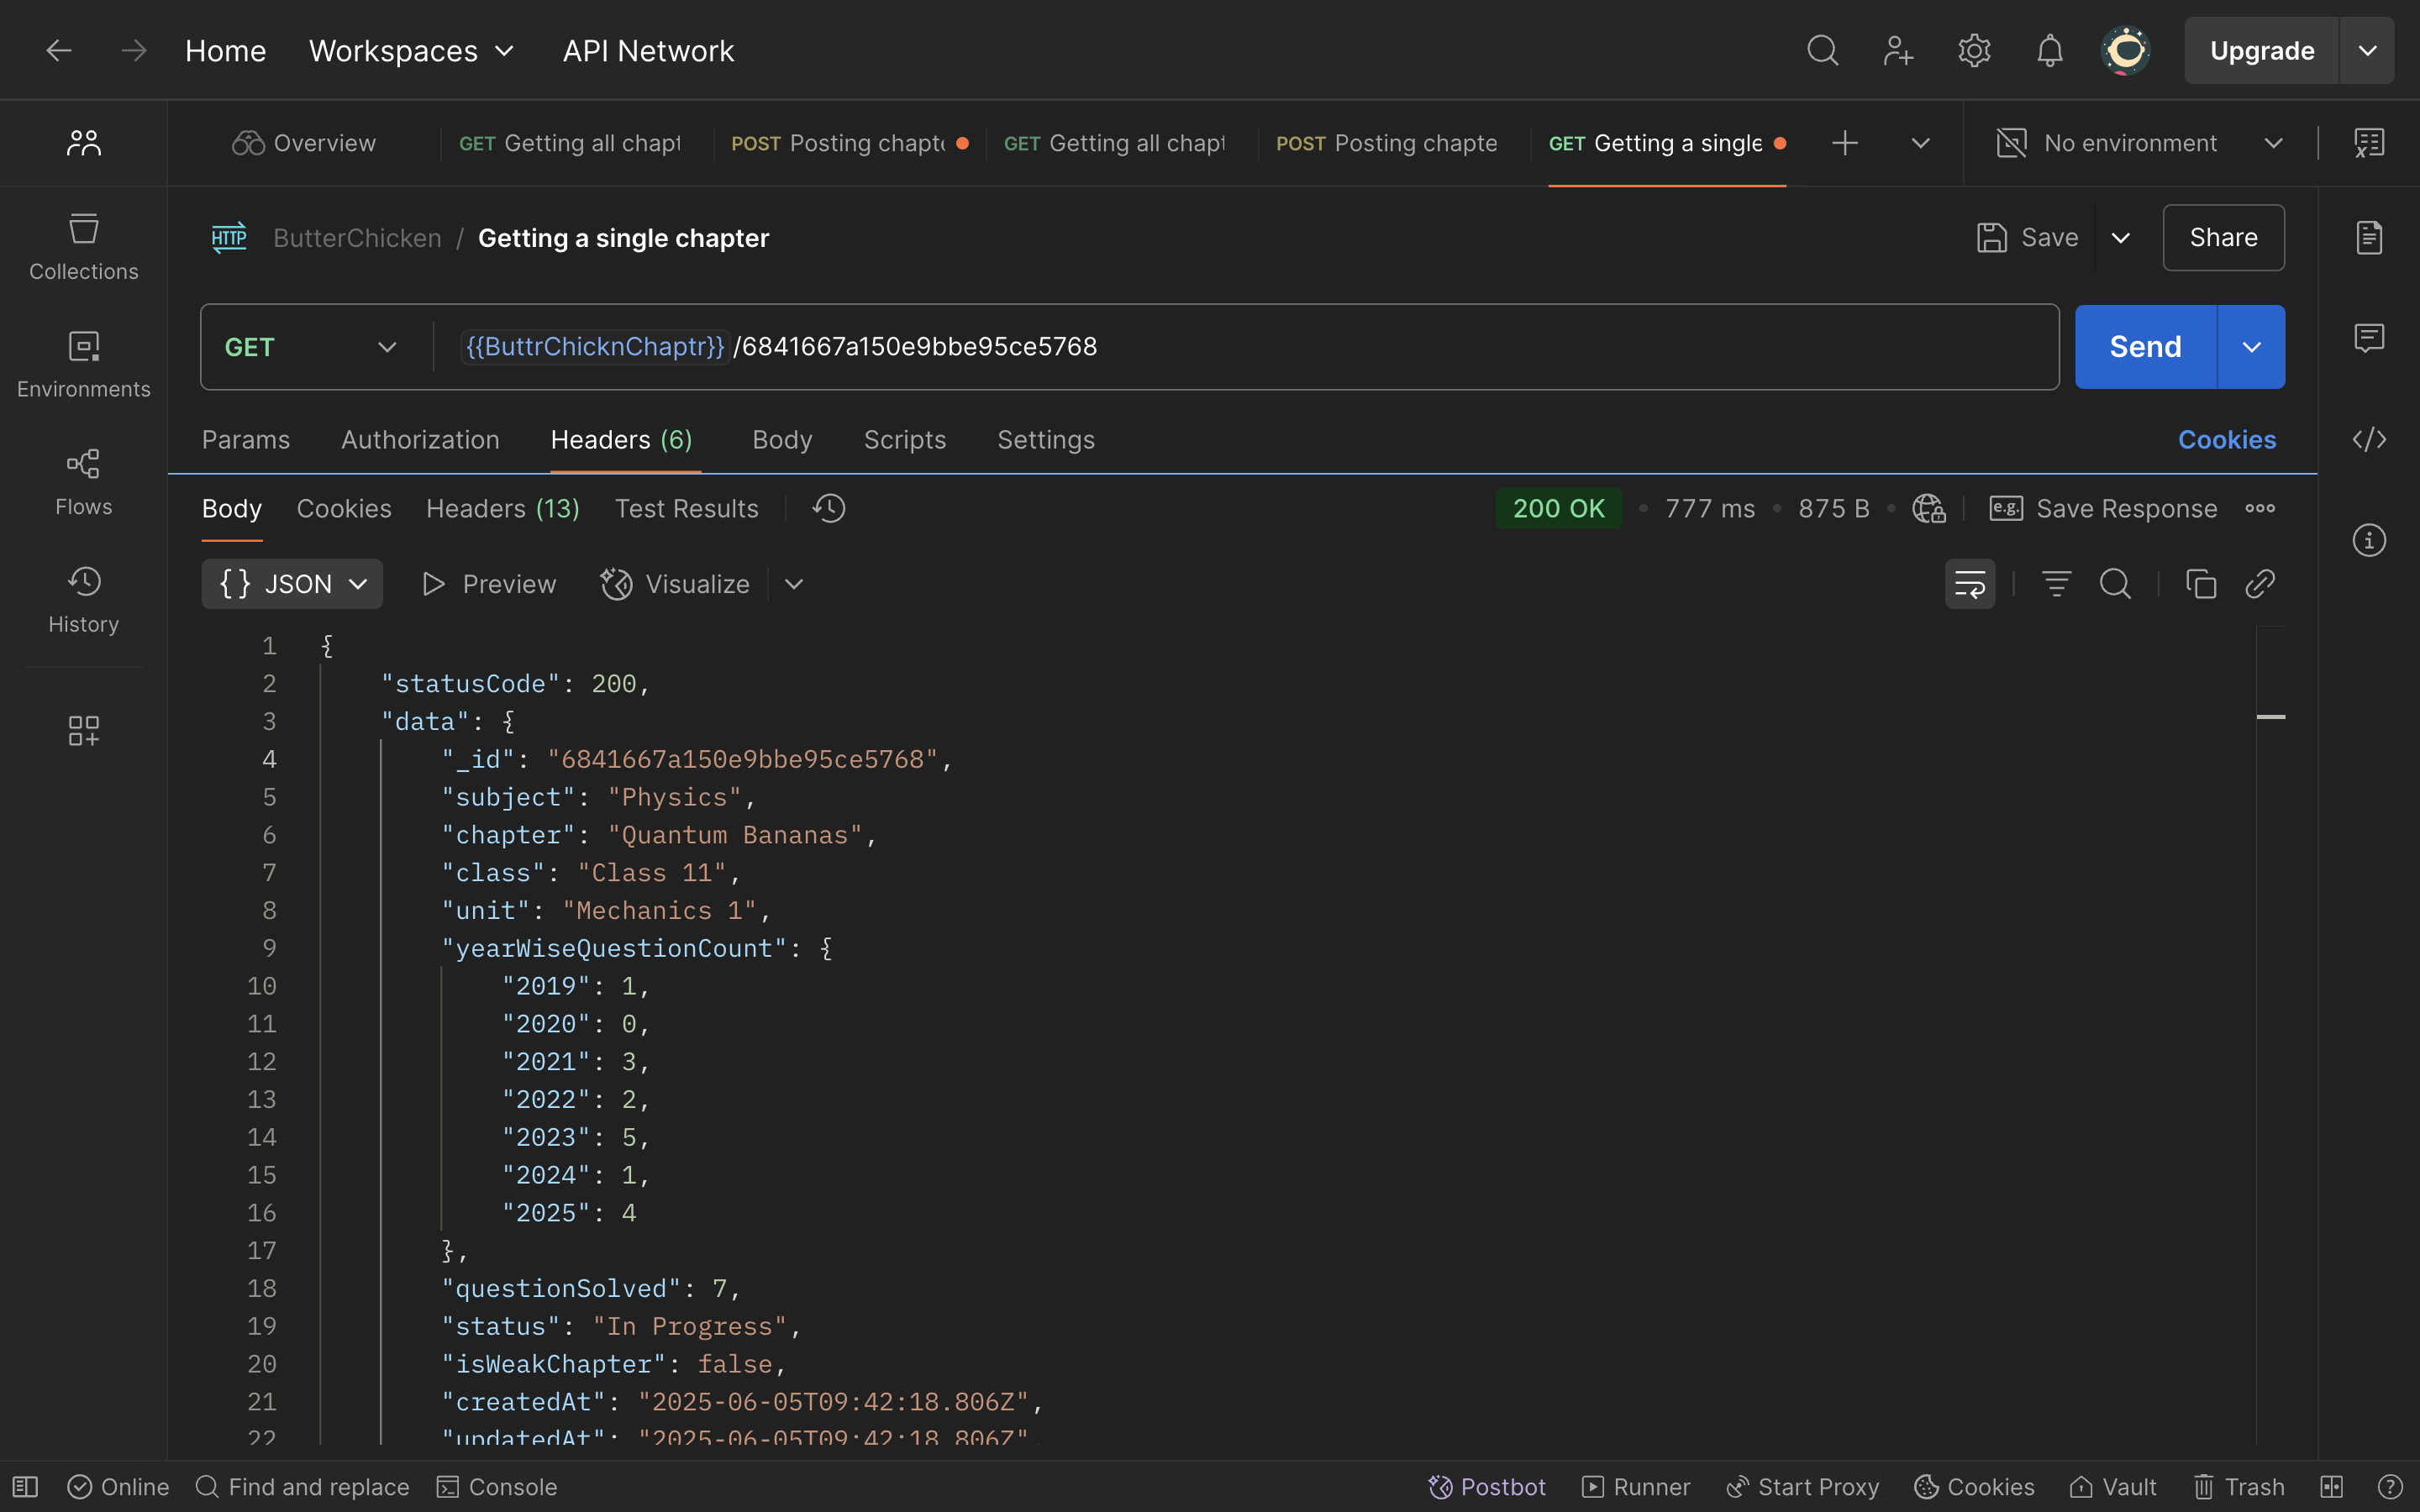 Home Workspaces API Network Upgrade
Overview GET Getting all chapt POST Posting chapte GET Getting all chapt POST Posting chapte GET Getting a single No environment
Collections
Environments
Flows
History
HTTP ButterChicken / Getting a single chapter Save Share
GET {{ButtrChicknChaptr}}/6841667a150e9bbe95ce5768 Send
Params Authorization Headers (6) Body Scripts Settings Cookies
Body Cookies Headers (13) Test Results 200 OK • 777 ms • 875 B • e.g. Save Response
{} JSON Preview Visualize
1 {
2 "statusCode": 200,
3 "data": {
4 "_id": "6841667a150e9bbe95ce5768",
5 "subject": "Physics",
6 "chapter": "Quantum Bananas",
7 "class": "Class 11",
8 "unit": "Mechanics 1",
9 "yearWiseQuestionCount": {
10 "2019": 1,
11 "2020": 0,
12 "2021": 3,
13 "2022": 2,
14 "2023": 5,
15 "2024": 1,
16 "2025": 4
17 },
18 "questionSolved": 7,
19 "status": "In Progress",
20 "isWeakChapter": false,
21 "createdAt": "2025-06-05T09:42:18.806Z",
22 "updatedAt": "2025-06-05T09:42:18.806Z",
Online Find and replace Console Postbot Runner Start Proxy Cookies Vault Trash